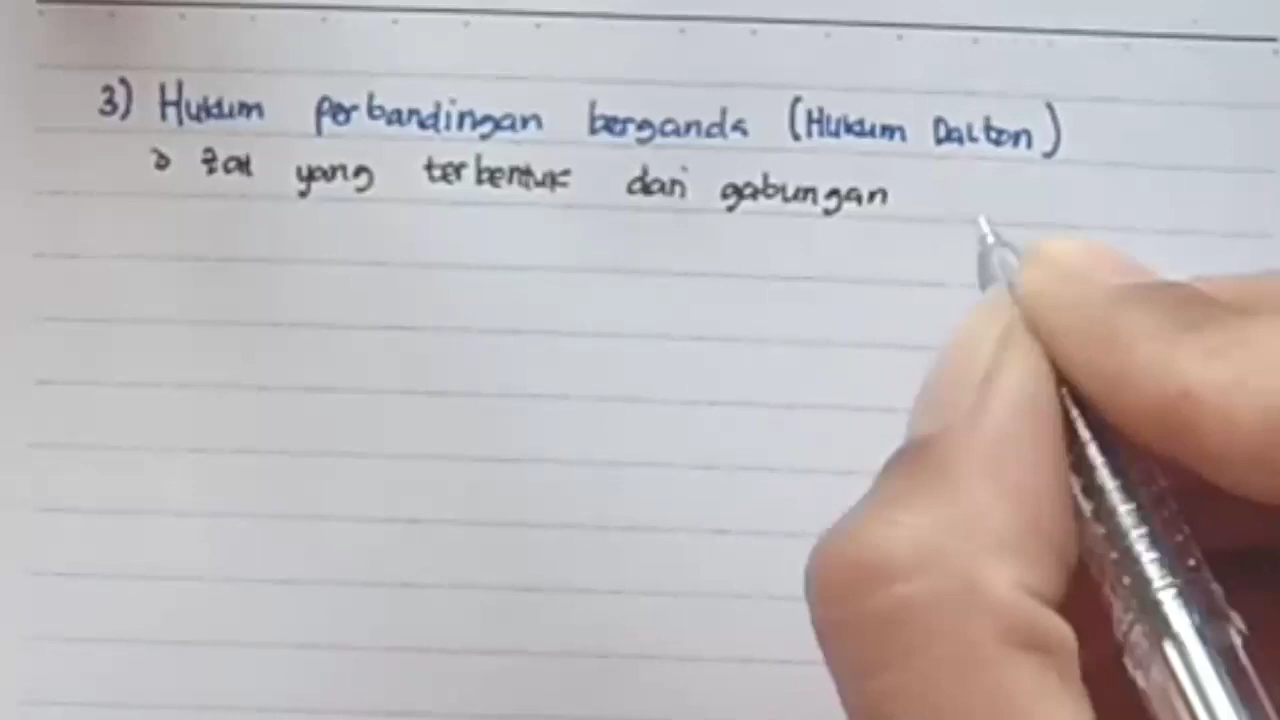 3) Hukum perbandingan berganda (Hukum Dalton)
→ zat yang terbentuk dari gabungan